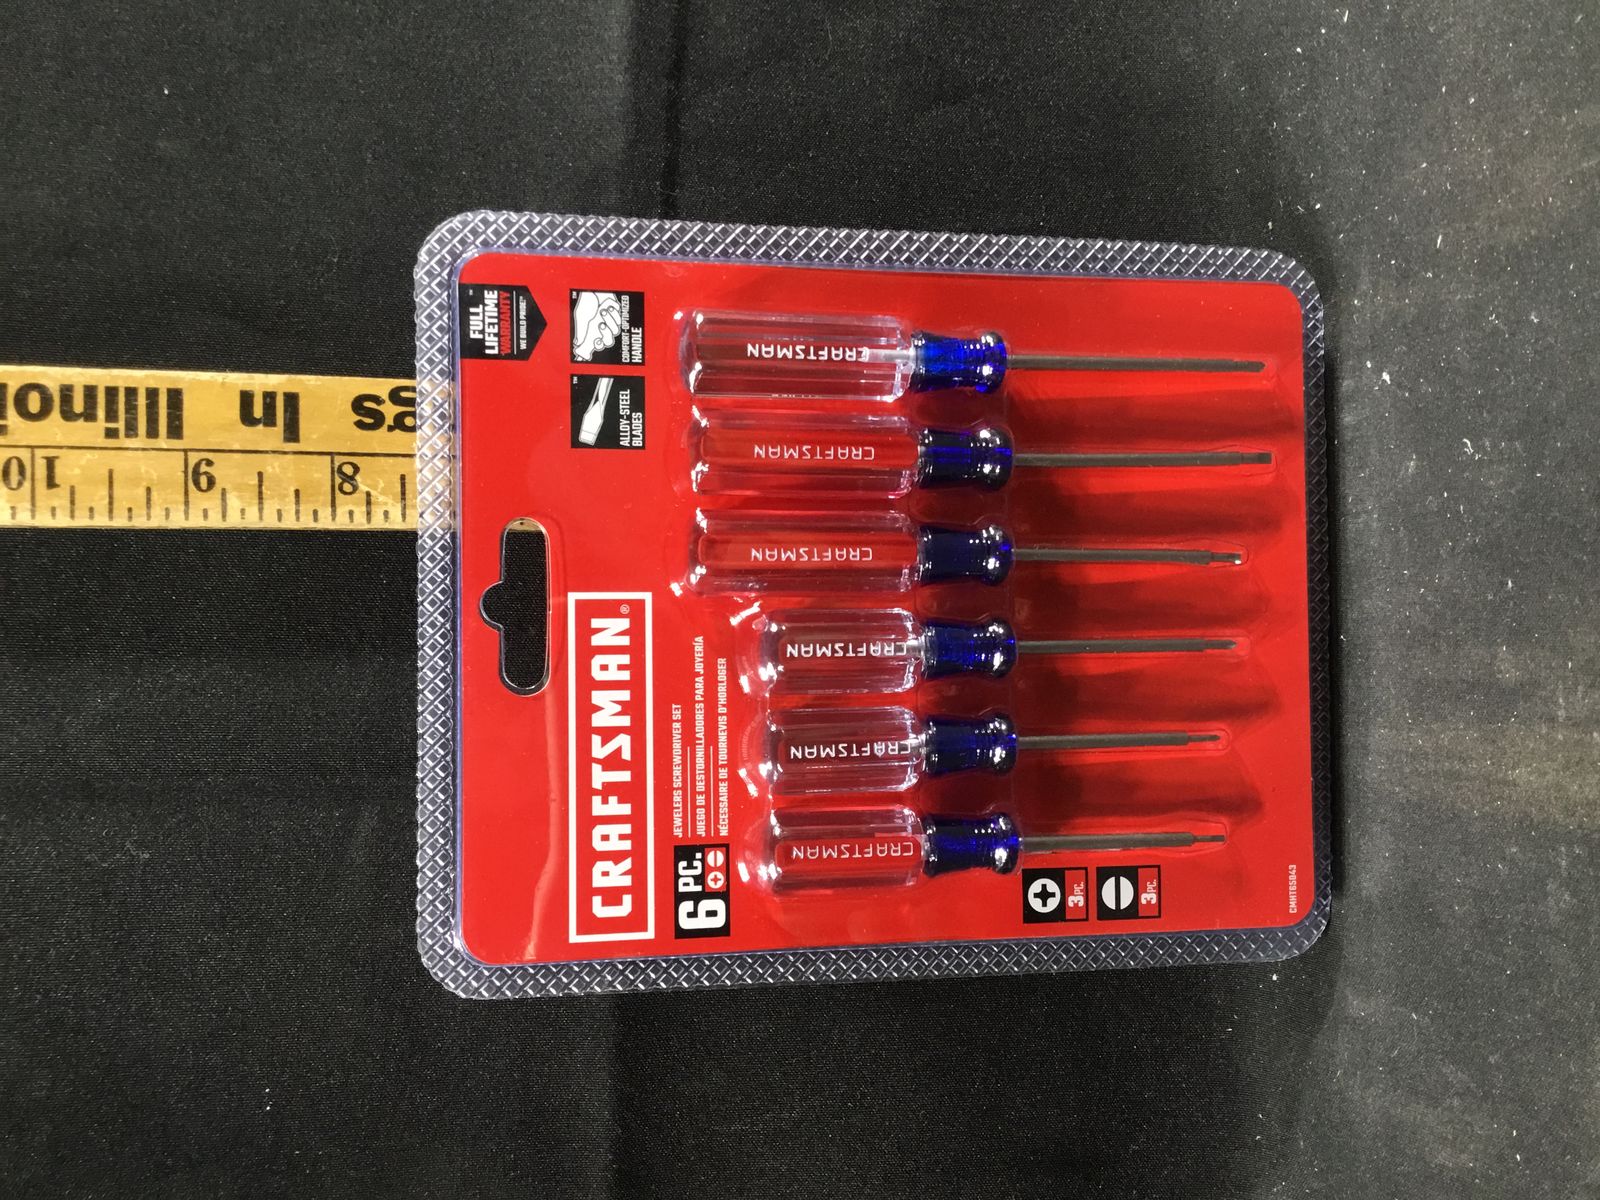 FULL™
LIFETIME
WARRANTY
WE BUILD PRIDE™
COMFORT-OPTIMIZED
HANDLE
ALLOY-STEEL
BLADES
CRAFTSMAN®
6 PC.
JEWELERS SCREWDRIVER SET
JUEGO DE DESTORNILLADORES PARA JOYERÍA
NÉCESSAIRE DE TOURNEVIS D'HORLOGER
CRAFTSMAN
CRAFTSMAN
CRAFTSMAN
CRAFTSMAN
CRAFTSMAN
CRAFTSMAN
3 PC.
3 PC.
CMHT65043
gs In Illinoi
8 9 10